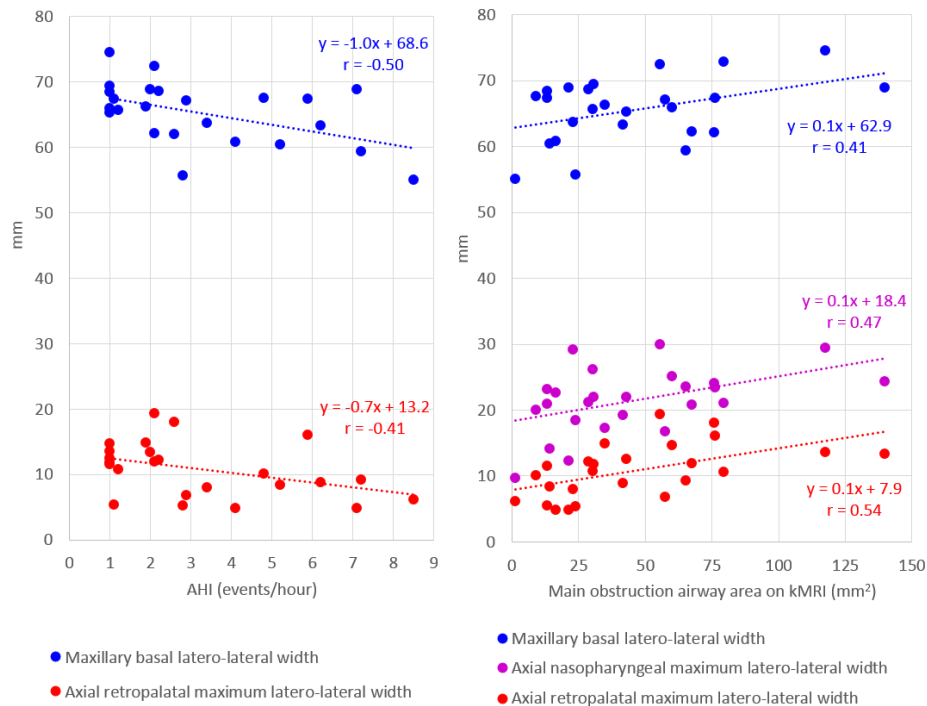 80
70
60
50
40
30
20
10
0
mm
y = -1.0x + 68.6
r = -0.50
y = -0.7x + 13.2
r = -0.41
0 1 2 3 4 5 6 7 8 9
AHI (events/hour)
Maxillary basal latero-lateral width
Axial retropalatal maximum latero-lateral width
80
70
60
50
40
30
20
10
0
mm
y = 0.1x + 62.9
r = 0.41
y = 0.1x + 18.4
r = 0.47
y = 0.1x + 7.9
r = 0.54
0 25 50 75 100 125 150
Main obstruction airway area on kMRI (mm²)
Maxillary basal latero-lateral width
Axial nasopharyngeal maximum latero-lateral width
Axial retropalatal maximum latero-lateral width